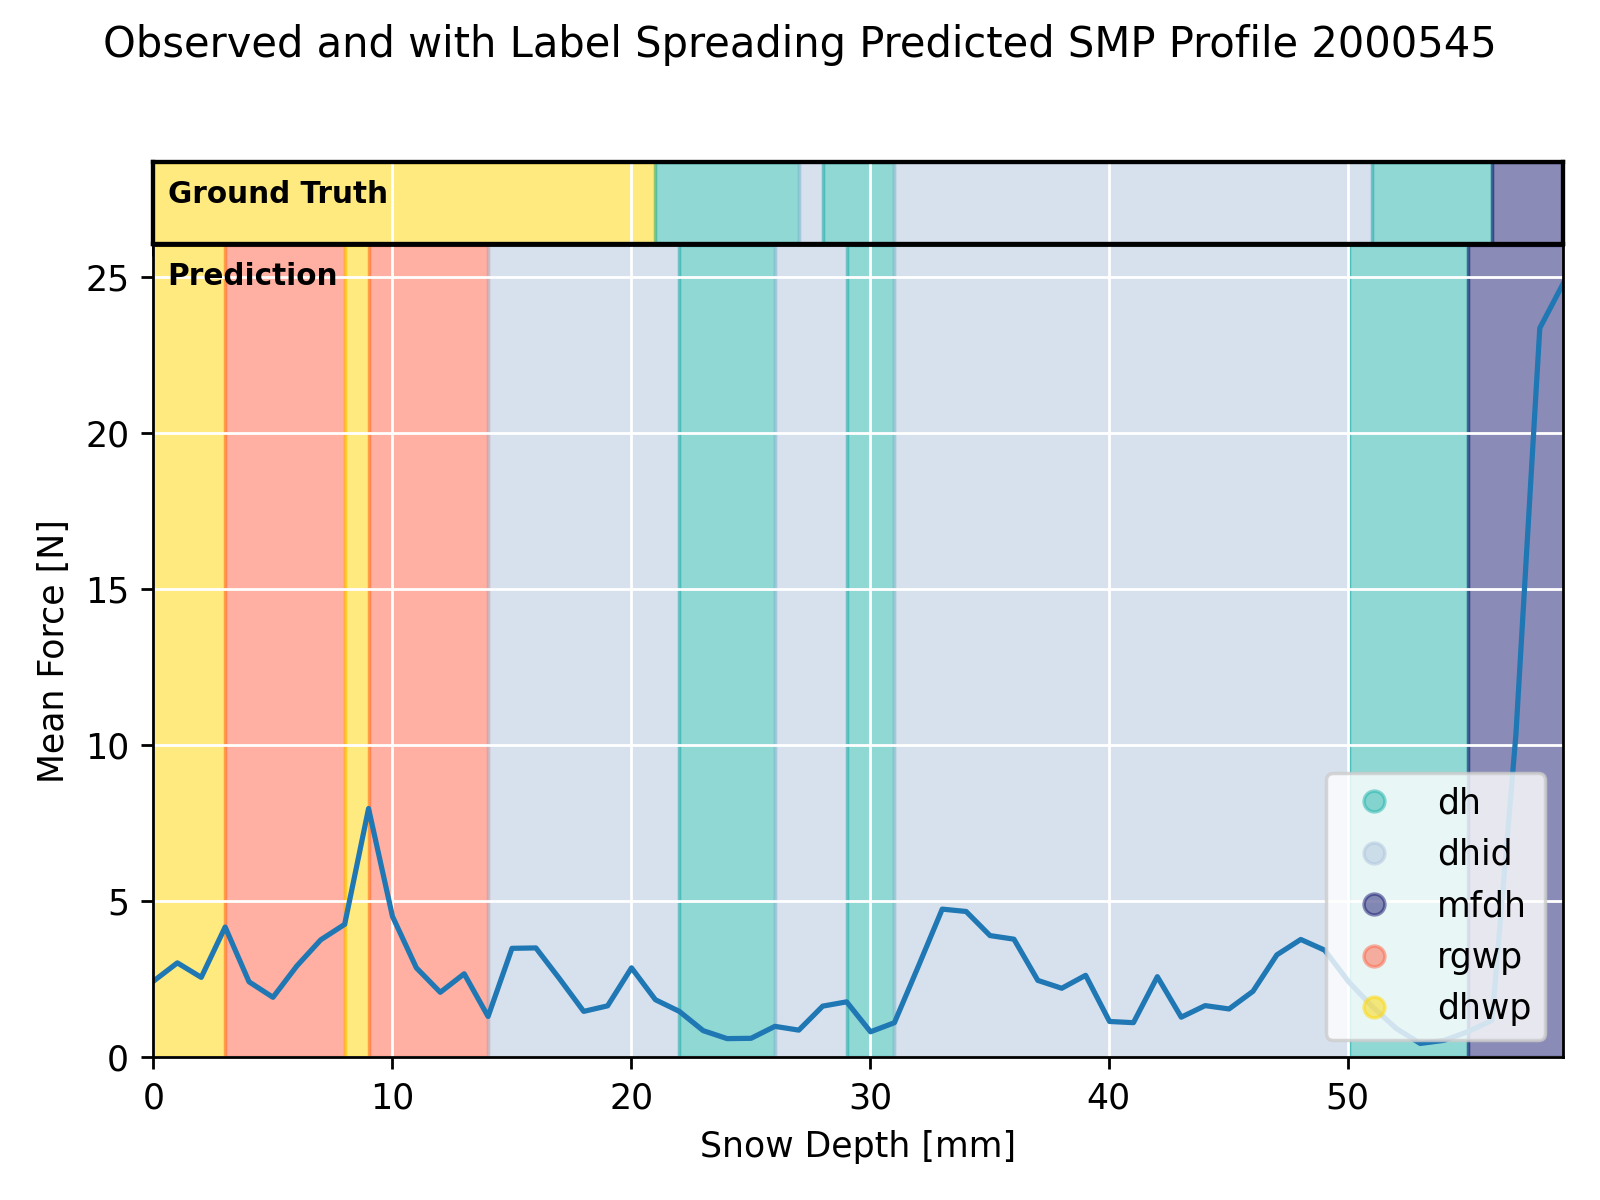 Observed and with Label Spreading Predicted SMP Profile 2000545
Ground Truth
Prediction
25
20
15
10
5
0
Mean Force [N]
dh
dhid
mfdh
rgwp
dhwp
0 10 20 30 40 50
Snow Depth [mm]